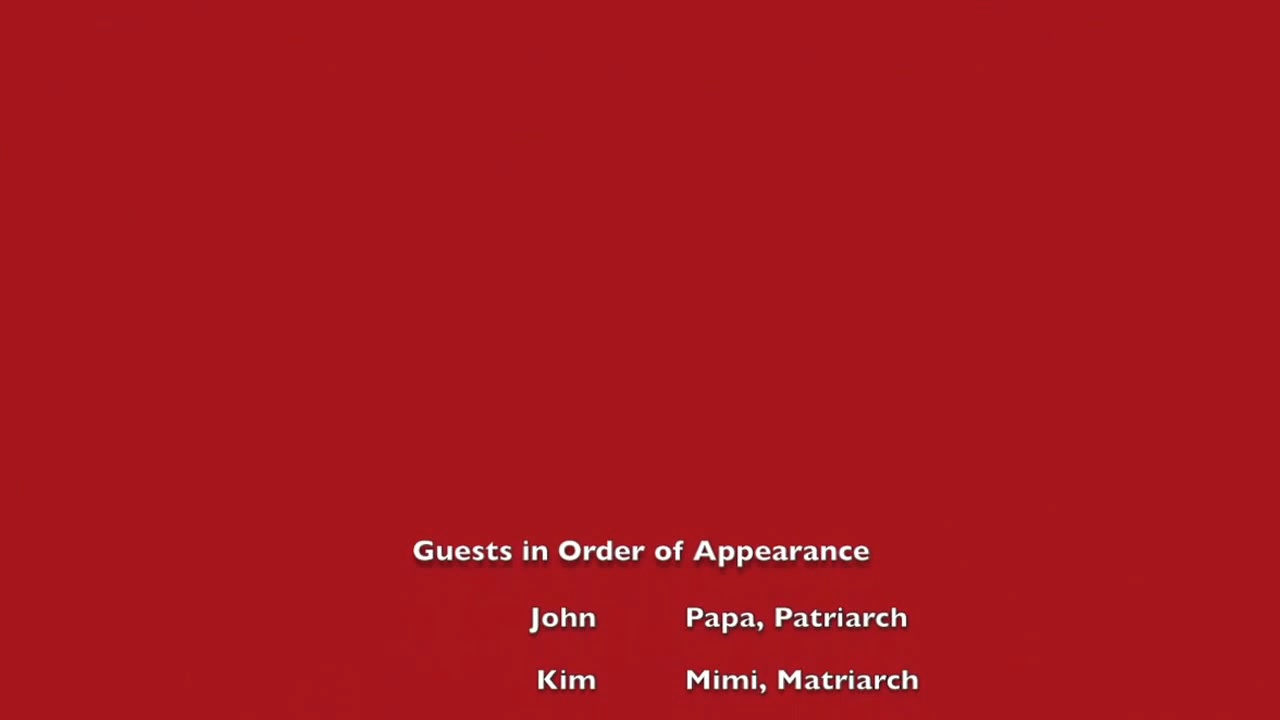 Guests in Order of Appearance
John Papa, Patriarch
Kim Mimi, Matriarch